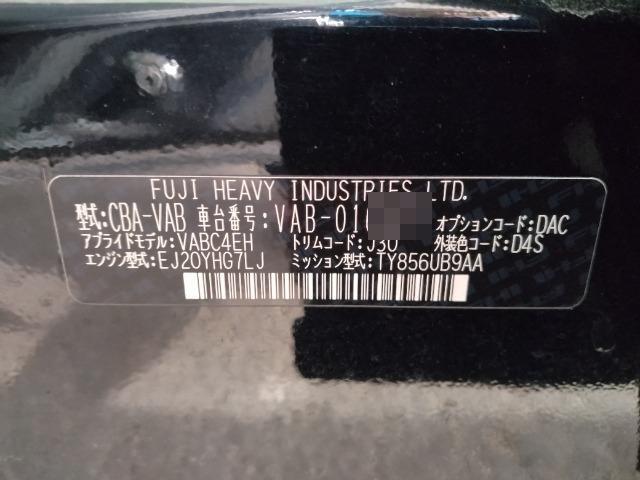 FUJI HEAVY INDUSTRIES LTD.
型式:CBA-VAB 車台番号:VAB-01 オプションコード:DAC
アプライドモデル:VABC4EH トリムコード:J30 外装色コード:D4S
エンジン型式:EJ20YHG7LJ ミッション型式:TY856UB9AA